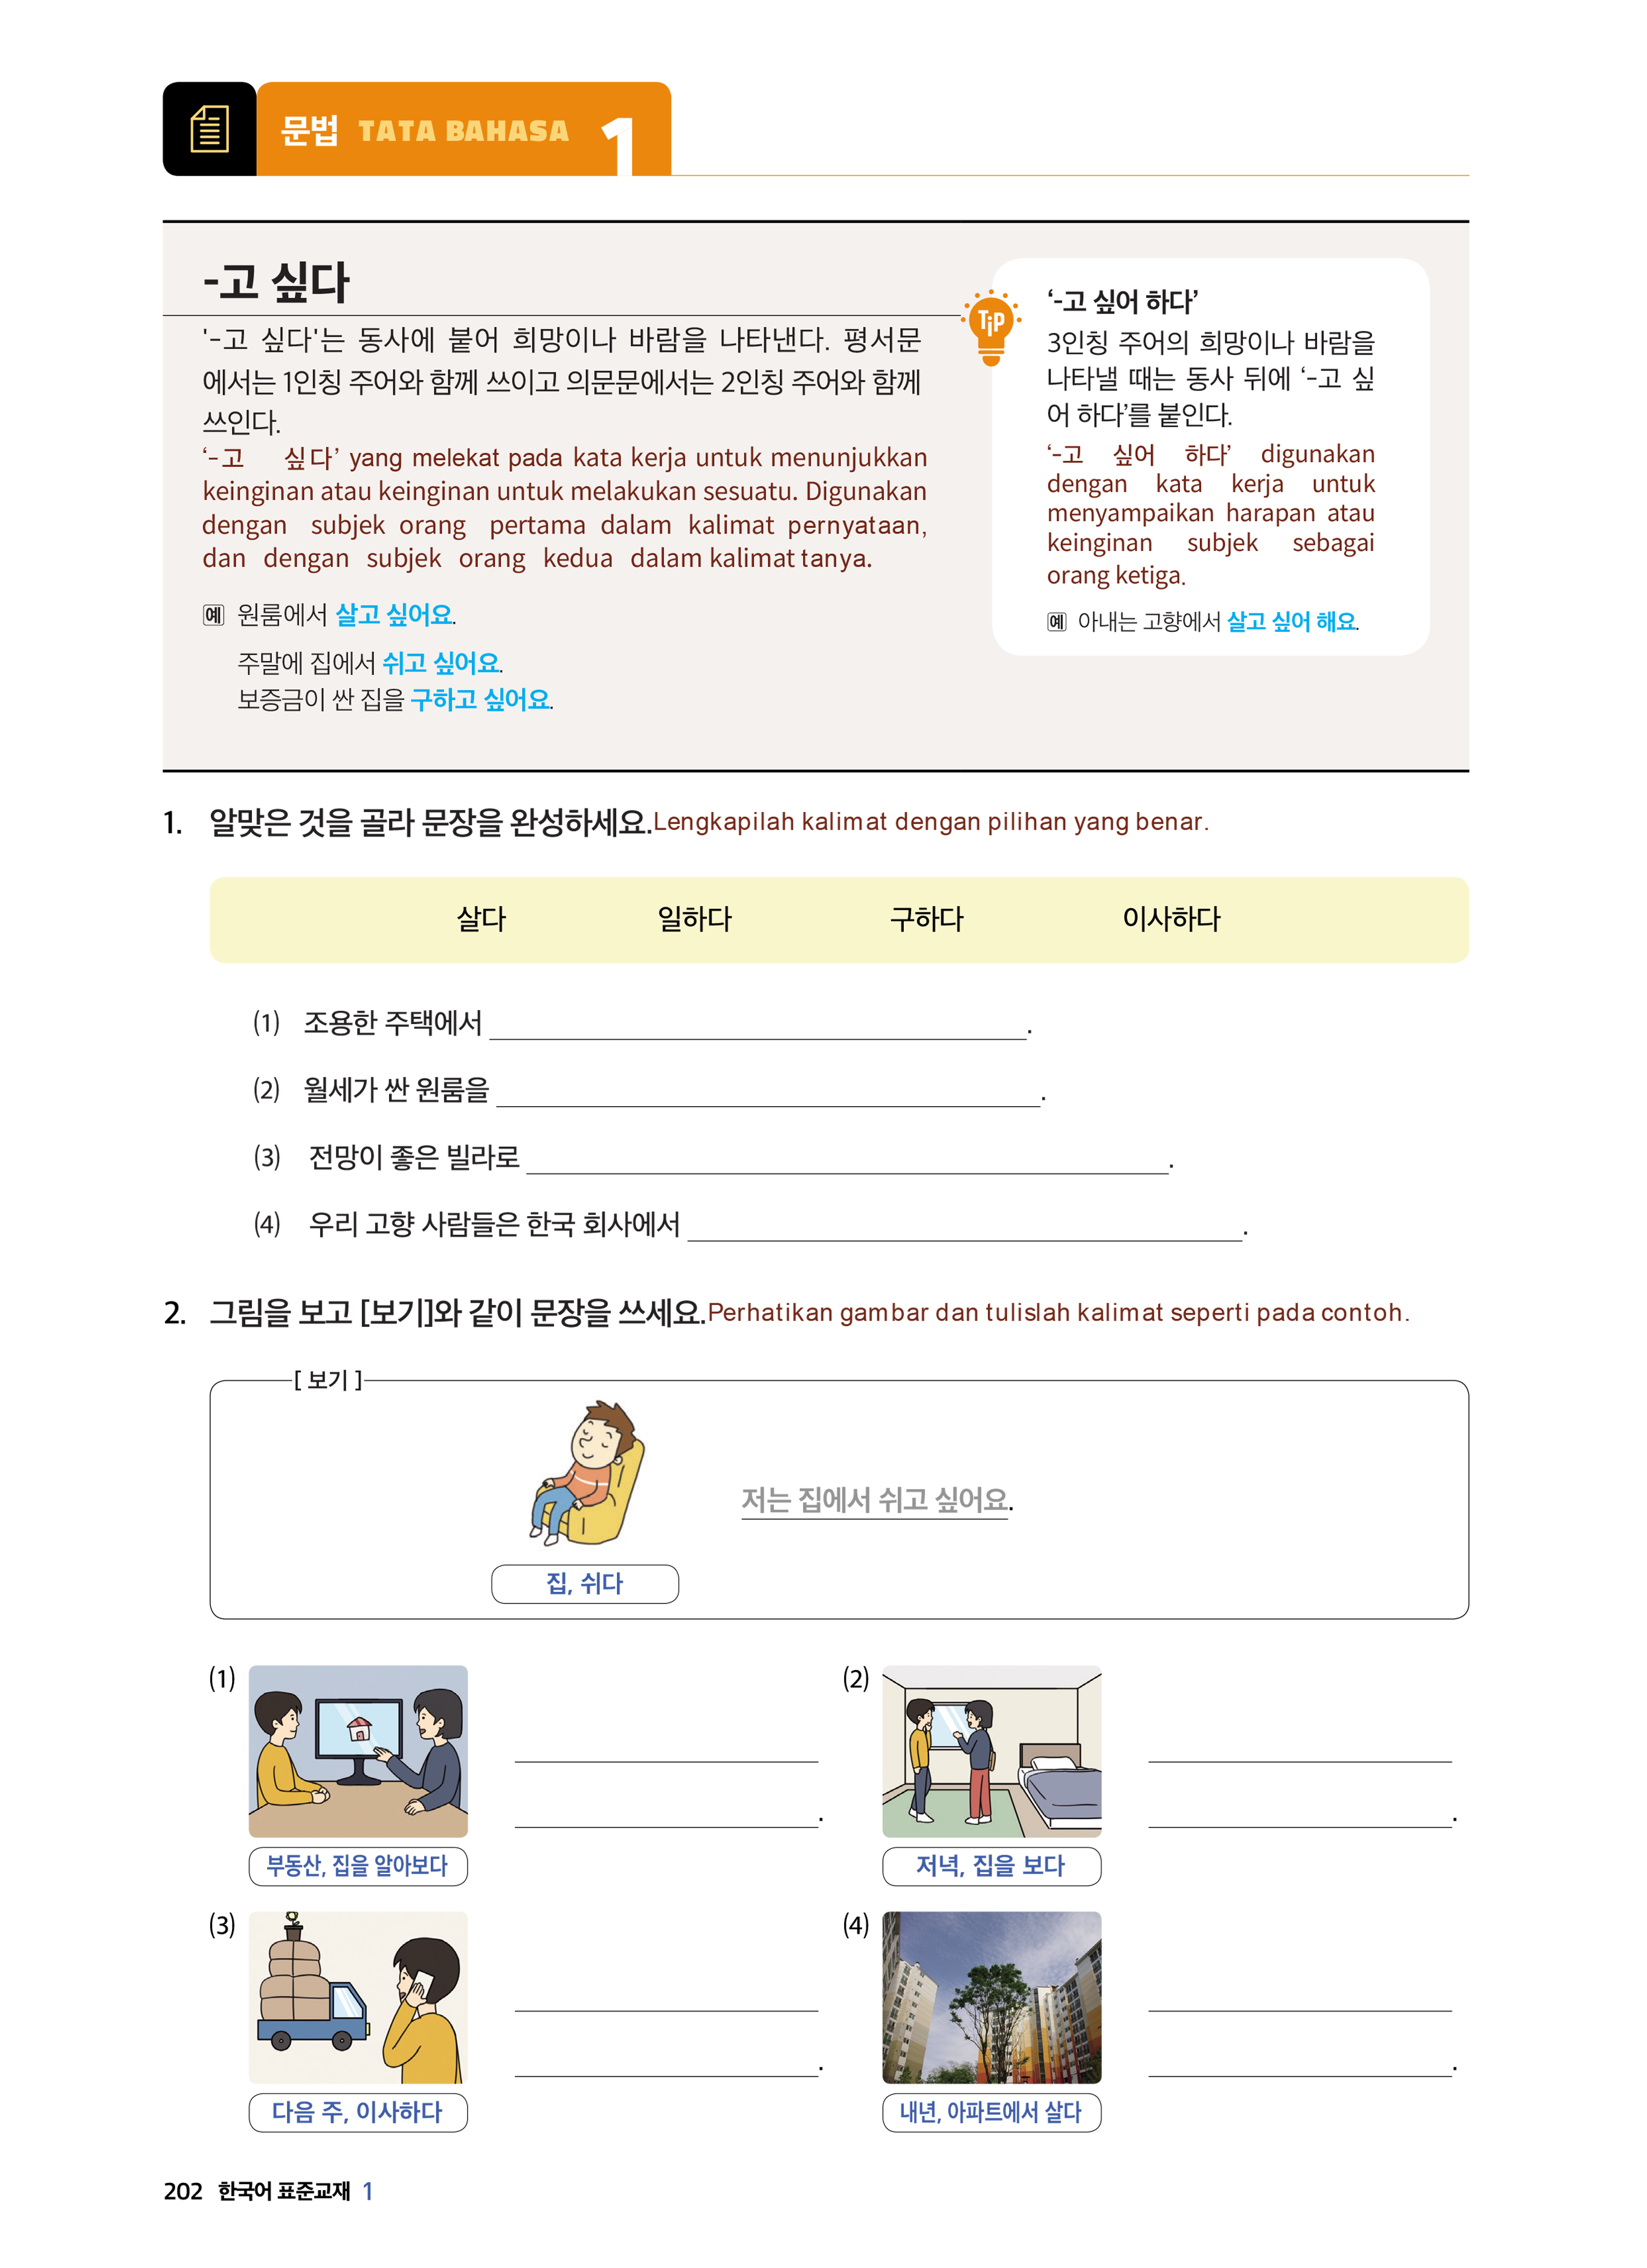 문법 TATA BAHASA 1
-고 싶다
'-고 싶다'는 동사에 붙어 희망이나 바람을 나타낸다. 평서문
에서는 1인칭 주어와 함께 쓰이고 의문문에서는 2인칭 주어와 함께
쓰인다.
‘-고 싶다’ yang melekat pada kata kerja untuk menunjukkan
keinginan atau keinginan untuk melakukan sesuatu. Digunakan
dengan subjek orang pertama dalam kalimat pernyataan,
dan dengan subjek orang kedua dalam kalimat tanya.
예 원룸에서 살고 싶어요.
주말에 집에서 쉬고 싶어요.
보증금이 싼 집을 구하고 싶어요.
Tip
‘-고 싶어 하다’
3인칭 주어의 희망이나 바람을
나타낼 때는 동사 뒤에 ‘-고 싶
어 하다’를 붙인다.
‘-고 싶어 하다’ digunakan
dengan kata kerja untuk
menyampaikan harapan atau
keinginan subjek sebagai
orang ketiga.
예 아내는 고향에서 살고 싶어 해요.
1. 알맞은 것을 골라 문장을 완성하세요.Lengkapilah kalimat dengan pilihan yang benar.
살다 일하다 구하다 이사하다
(1) 조용한 주택에서 .
(2) 월세가 싼 원룸을 .
(3) 전망이 좋은 빌라로 .
(4) 우리 고향 사람들은 한국 회사에서 .
2. 그림을 보고 [보기]와 같이 문장을 쓰세요.Perhatikan gambar dan tulislah kalimat seperti pada contoh.
[ 보기 ]
저는 집에서 쉬고 싶어요.
집, 쉬다
(1)
.
부동산, 집을 알아보다
(2)
.
저녁, 집을 보다
(3)
.
다음 주, 이사하다
(4)
.
내년, 아파트에서 살다
202 한국어 표준교재 1